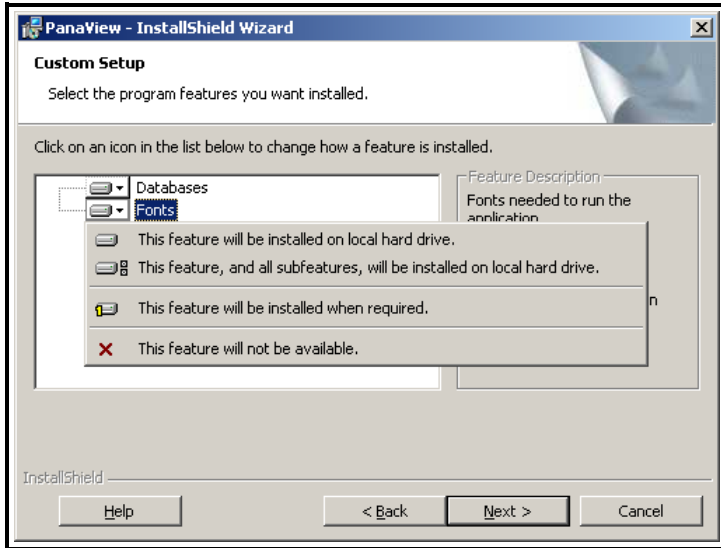 PanaView - InstallShield Wizard
Custom Setup
Select the program features you want installed.
Click on an icon in the list below to change how a feature is installed.
Databases
Fonts
Feature Description
Fonts needed to run the
application
This feature will be installed on local hard drive.
This feature, and all subfeatures, will be installed on local hard drive.
This feature will be installed when required.
This feature will not be available.
InstallShield
Help
< Back
Next >
Cancel